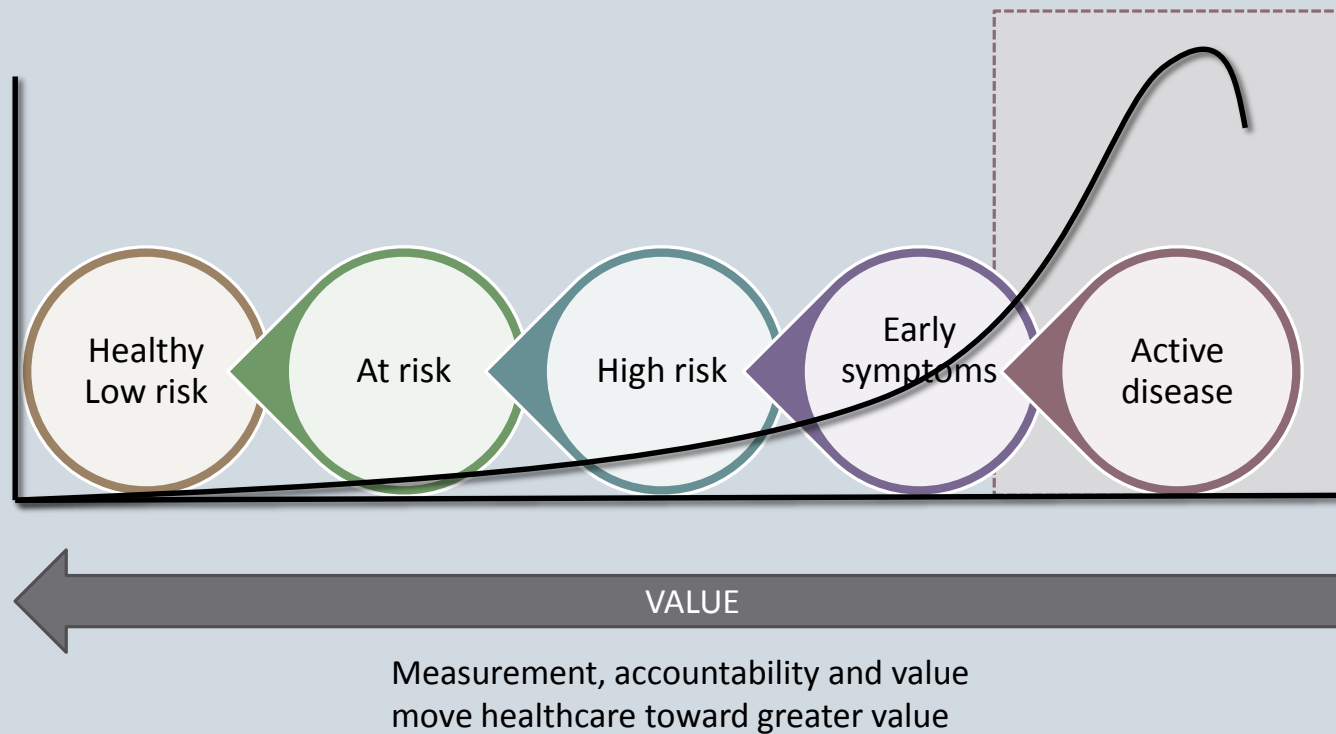 Healthy
Low risk
At risk
High risk
Early
symptoms
Active
disease
VALUE
Measurement, accountability and value
move healthcare toward greater value